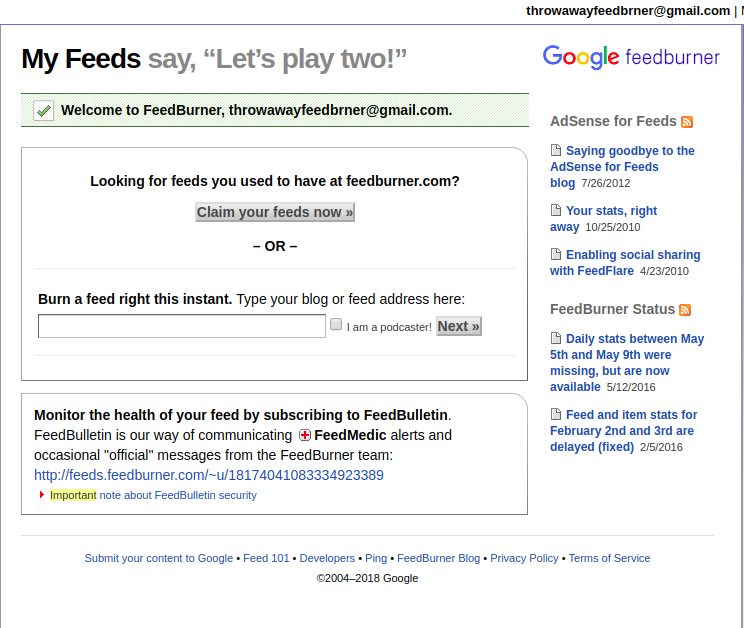 throwawayfeedbrner@gmail.com |
My Feeds say, “Let’s play two!”
Google feedburner
Welcome to FeedBurner, throwawayfeedbrner@gmail.com.
Looking for feeds you used to have at feedburner.com?
Claim your feeds now »
– OR –
Burn a feed right this instant. Type your blog or feed address here:
I am a podcaster! Next »
Monitor the health of your feed by subscribing to FeedBulletin.
FeedBulletin is our way of communicating FeedMedic alerts and
occasional "official" messages from the FeedBurner team:
http://feeds.feedburner.com/~u/18174041083334923389
Important note about FeedBulletin security
AdSense for Feeds
Saying goodbye to the
AdSense for Feeds
blog 7/26/2012
Your stats, right
away 10/25/2010
Enabling social sharing
with FeedFlare 4/23/2010
FeedBurner Status
Daily stats between May
5th and May 9th were
missing, but are now
available 5/12/2016
Feed and item stats for
February 2nd and 3rd are
delayed (fixed) 2/5/2016
Submit your content to Google • Feed 101 • Developers • Ping • FeedBurner Blog • Privacy Policy • Terms of Service
©2004–2018 Google